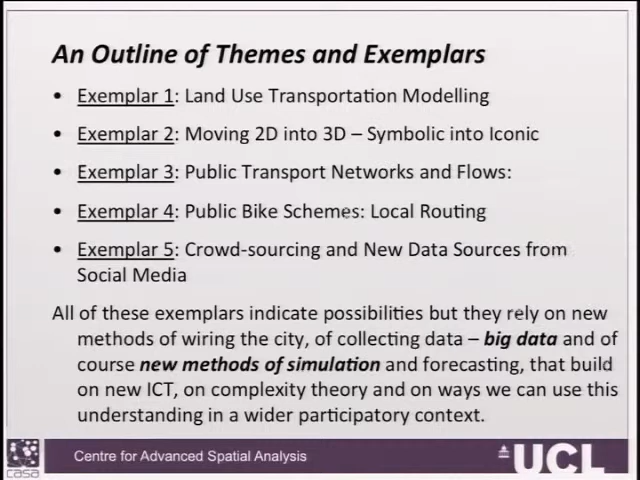 An Outline of Themes and Exemplars
• Exemplar 1: Land Use Transportation Modelling
• Exemplar 2: Moving 2D into 3D – Symbolic into Iconic
• Exemplar 3: Public Transport Networks and Flows:
• Exemplar 4: Public Bike Schemes: Local Routing
• Exemplar 5: Crowd-sourcing and New Data Sources from
Social Media
All of these exemplars indicate possibilities but they rely on new
methods of wiring the city, of collecting data – big data and of
course new methods of simulation and forecasting, that build
on new ICT, on complexity theory and on ways we can use this
understanding in a wider participatory context.
casa
Centre for Advanced Spatial Analysis
UCL